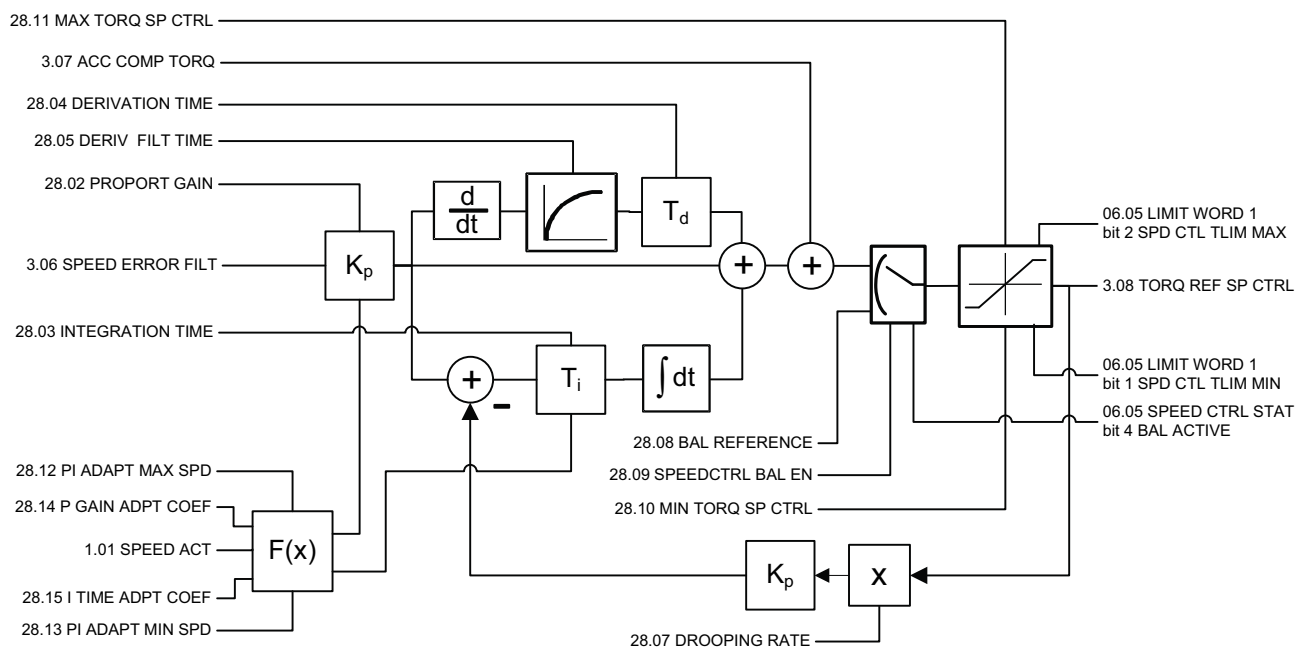 28.11 MAX TORQ SP CTRL
3.07 ACC COMP TORQ
28.04 DERIVATION TIME
28.05 DERIV FILT TIME
28.02 PROPORT GAIN
d
dt
Td
06.05 LIMIT WORD 1
bit 2 SPD CTL TLIM MAX
3.06 SPEED ERROR FILT
Kp
+
+
3.08 TORQ REF SP CTRL
28.03 INTEGRATION TIME
+
−
Ti
∫ dt
06.05 LIMIT WORD 1
bit 1 SPD CTL TLIM MIN
06.05 SPEED CTRL STAT
bit 4 BAL ACTIVE
28.08 BAL REFERENCE
28.09 SPEEDCTRL BAL EN
28.10 MIN TORQ SP CTRL
28.12 PI ADAPT MAX SPD
28.14 P GAIN ADPT COEF
1.01 SPEED ACT
F(x)
28.15 I TIME ADPT COEF
28.13 PI ADAPT MIN SPD
Kp
x
28.07 DROOPING RATE